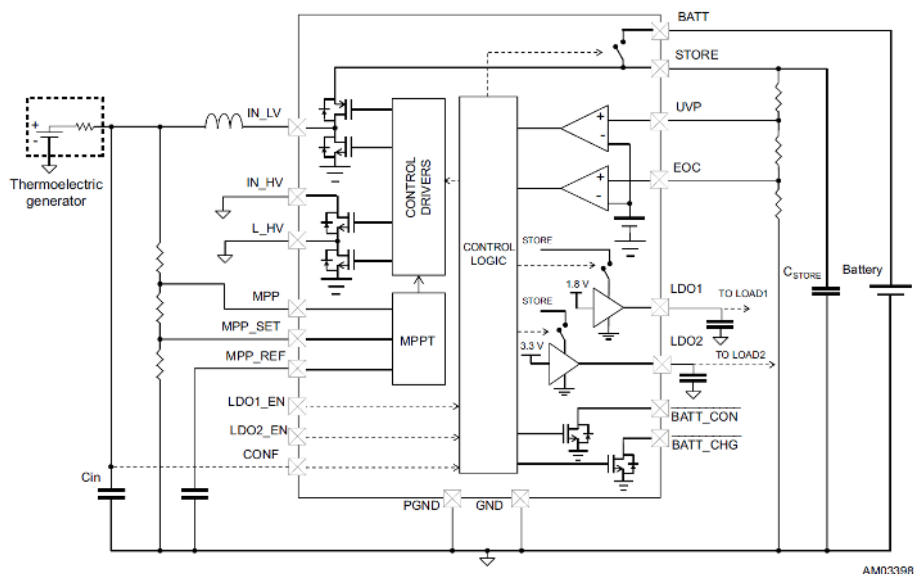 BATT
STORE
IN_LV
UVP
+
-
+
-
EOC
Thermoelectric
generator
+
-
IN_HV
CONTROL
DRIVERS
L_HV
STORE
CONTROL
LOGIC
CSTORE
Battery
1.8 V
LDO1
TO LOAD1
MPP
STORE
MPP_SET
MPPT
LDO2
MPP_REF
3.3 V
TO LOAD2
LDO1_EN
BATT_CON
LDO2_EN
BATT_CHG
CONF
Cin
PGND
GND
AM03398